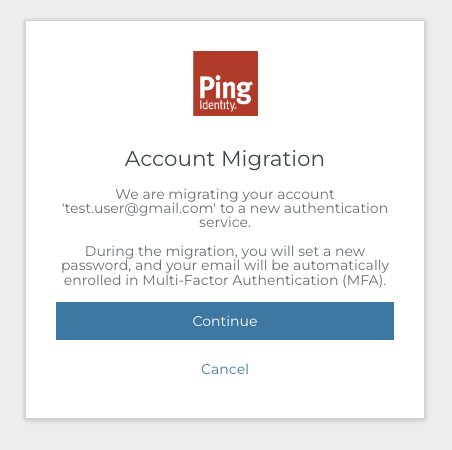 Ping
Identity.
Account Migration
We are migrating your account
'test.user@gmail.com' to a new authentication
service.
During the migration, you will set a new
password, and your email will be automatically
enrolled in Multi-Factor Authentication (MFA).
Continue
Cancel